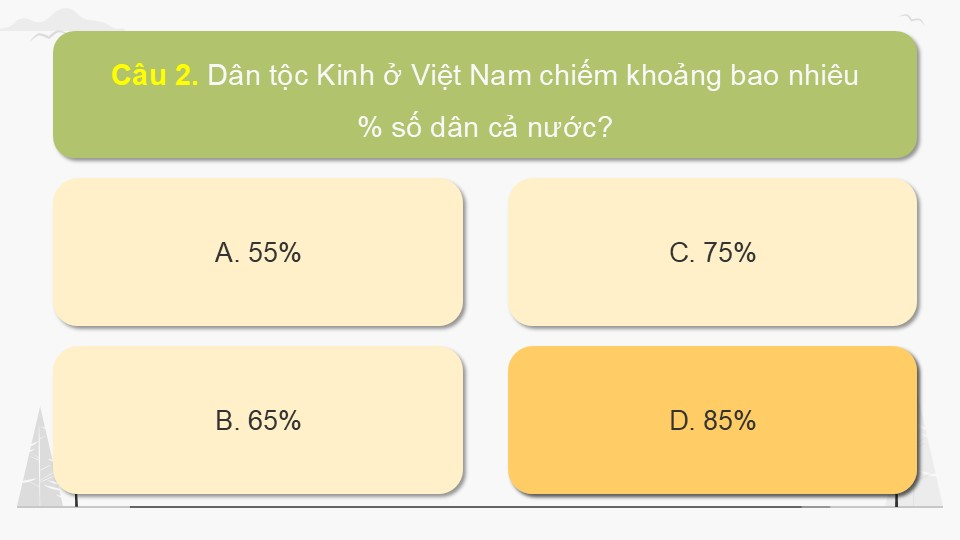 Câu 2. Dân tộc Kinh ở Việt Nam chiếm khoảng bao nhiêu
% số dân cả nước?
A. 55%
C. 75%
B. 65%
D. 85%